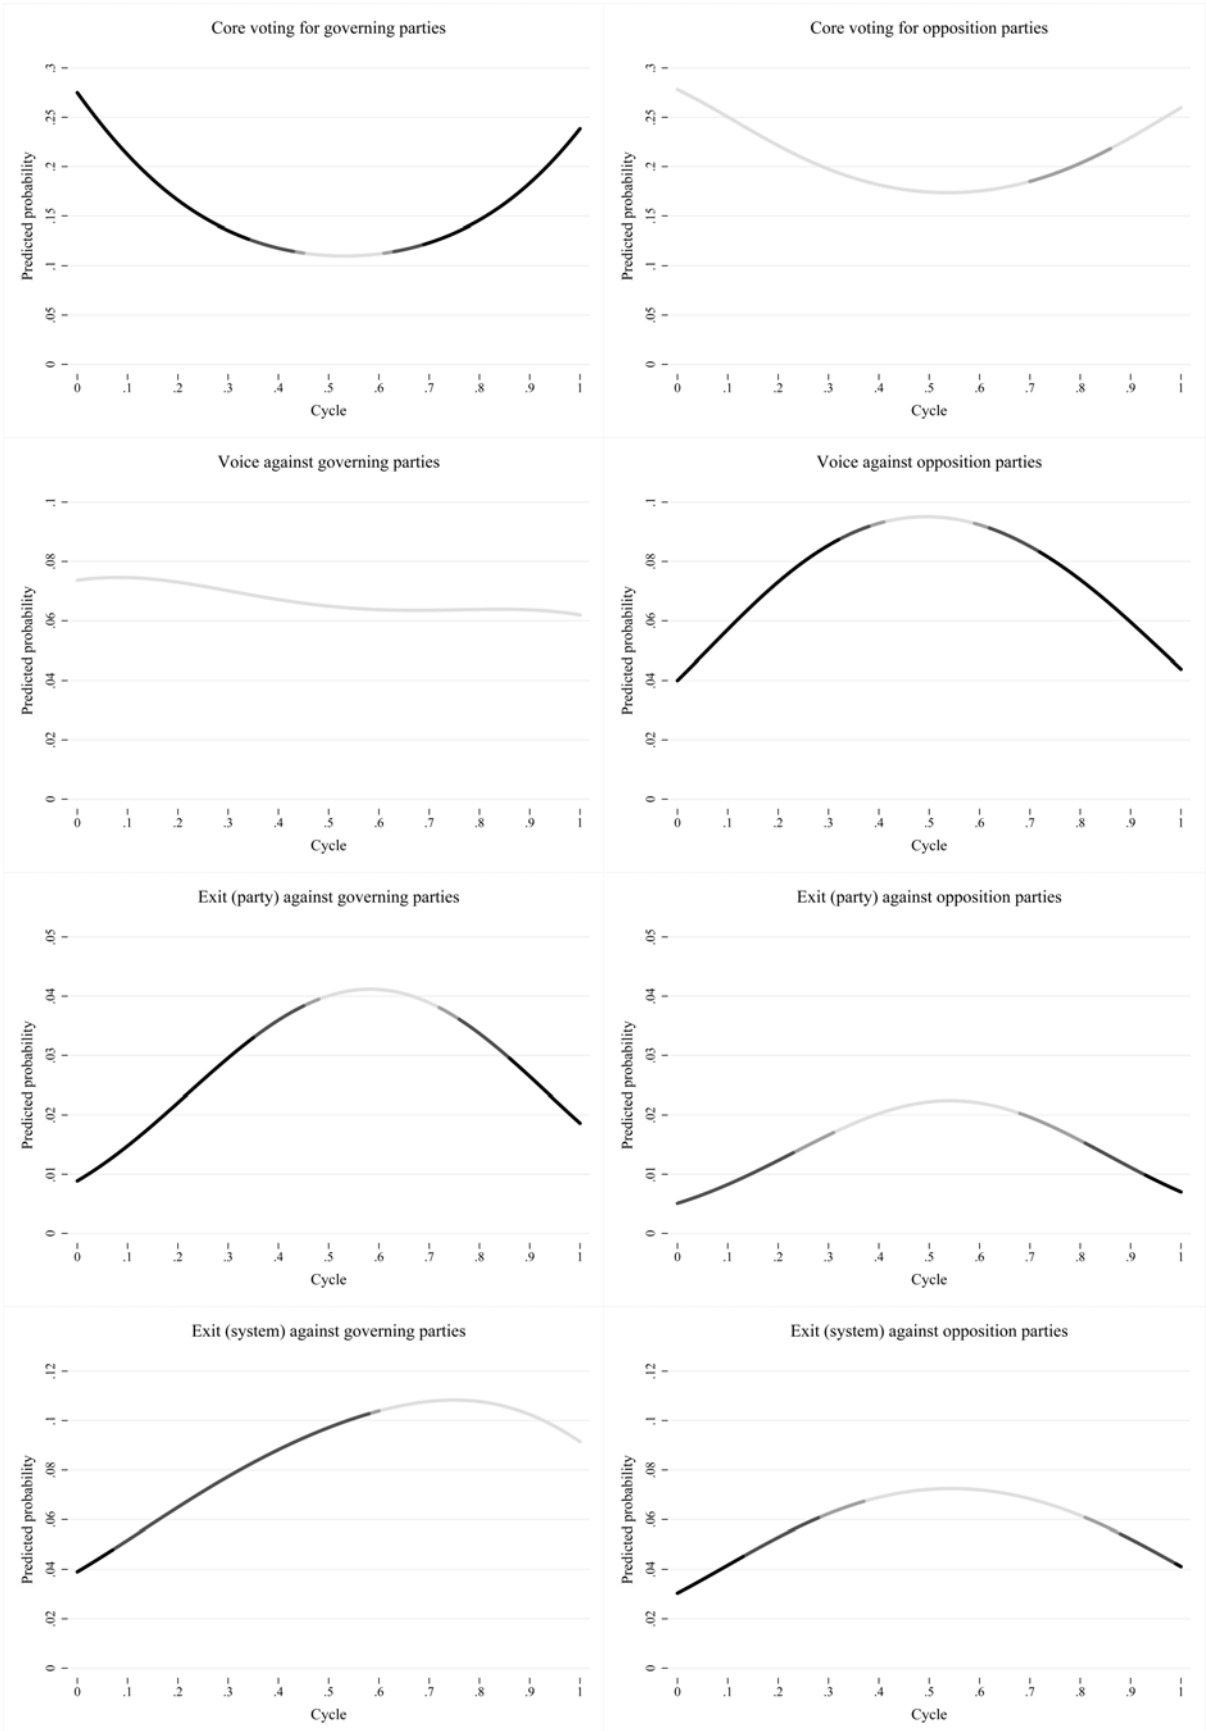 Core voting for governing parties
Predicted probability
.3
.25
.2
.15
.1
.05
0
0 .1 .2 .3 .4 .5 .6 .7 .8 .9 1
Cycle
Core voting for opposition parties
Predicted probability
.3
.25
.2
.15
.1
.05
0
0 .1 .2 .3 .4 .5 .6 .7 .8 .9 1
Cycle
Voice against governing parties
Predicted probability
.1
.08
.06
.04
.02
0
0 .1 .2 .3 .4 .5 .6 .7 .8 .9 1
Cycle
Voice against opposition parties
Predicted probability
.1
.08
.06
.04
.02
0
0 .1 .2 .3 .4 .5 .6 .7 .8 .9 1
Cycle
Exit (party) against governing parties
Predicted probability
.05
.04
.03
.02
.01
0
0 .1 .2 .3 .4 .5 .6 .7 .8 .9 1
Cycle
Exit (party) against opposition parties
Predicted probability
.05
.04
.03
.02
.01
0
0 .1 .2 .3 .4 .5 .6 .7 .8 .9 1
Cycle
Exit (system) against governing parties
Predicted probability
.12
.1
.08
.06
.04
.02
0
0 .1 .2 .3 .4 .5 .6 .7 .8 .9 1
Cycle
Exit (system) against opposition parties
Predicted probability
.12
.1
.08
.06
.04
.02
0
0 .1 .2 .3 .4 .5 .6 .7 .8 .9 1
Cycle